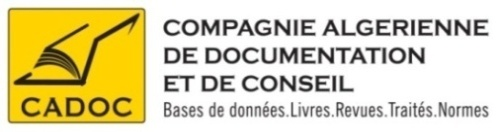 CADOC
COMPAGNIE ALGERIENNE
DE DOCUMENTATION
ET DE CONSEIL
Bases de données.Livres.Revues.Traités.Normes